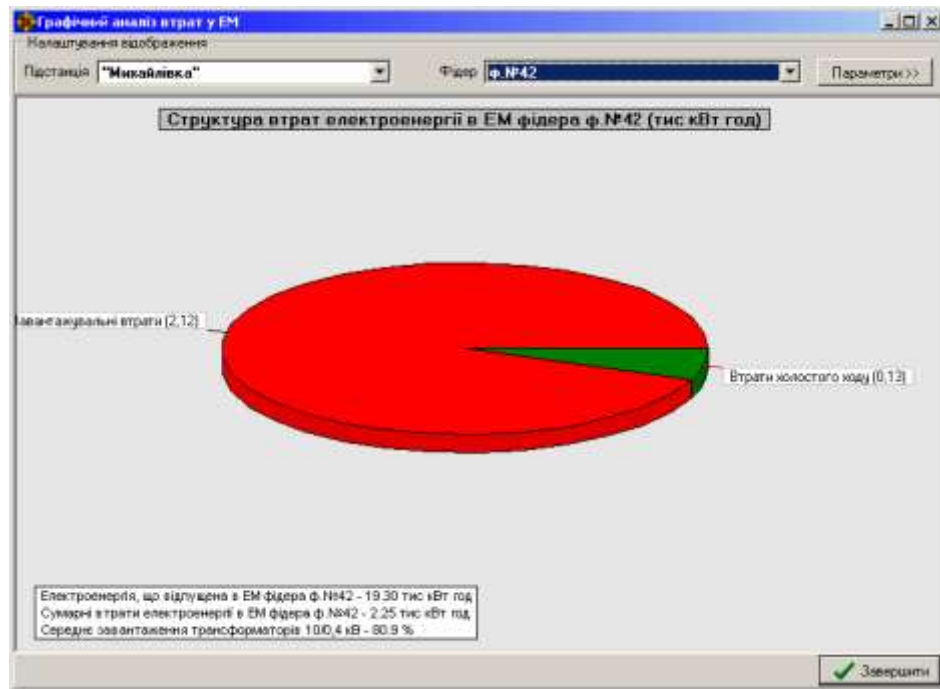 Графічний аналіз втрат у ЕМ
Налаштування відображення
Підстанція "Михайлівка" Фідер ф.№42 Параметри>>
Структура втрат електроенергії в ЕМ фідера ф.№42 (тис кВт год)
авантажувальні втрати (2,12)
Втрати холостого ходу (0,13)
Електроенергія, що відпущена в ЕМ фідера ф.№42 - 19.30 тис кВт год
Сумарні втрати електроенергії в ЕМ фідера ф.№42 - 2.25 тис кВт год
Середнє завантаження трансформаторів 10/0,4 кВ - 80.9 %
Завершити